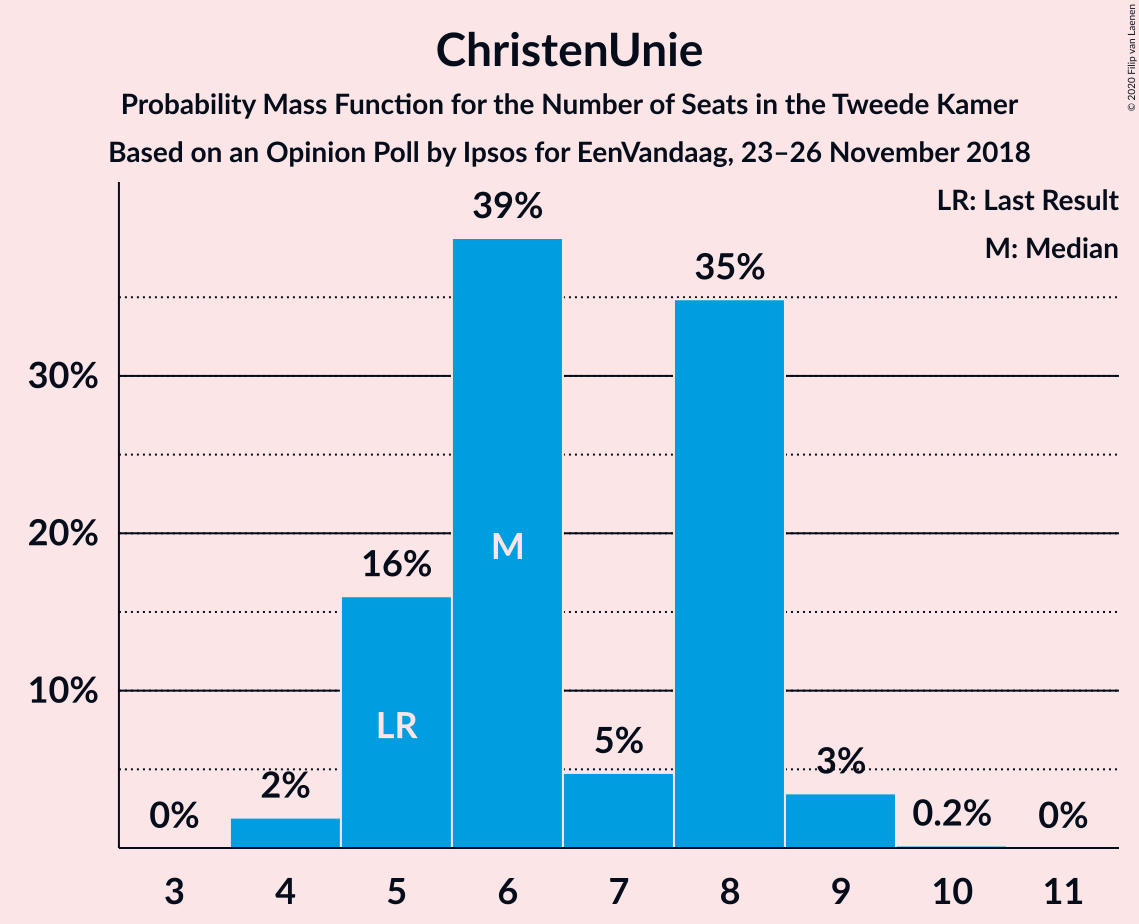 ChristenUnie
Probability Mass Function for the Number of Seats in the Tweede Kamer
Based on an Opinion Poll by Ipsos for EenVandaag, 23–26 November 2018
© 2020 Filip van Laenen
LR: Last Result
M: Median
39%
35%
30%
20%
16%
M
10%
LR
5%
3%
2%
0%
0.2%
0%
3 4 5 6 7 8 9 10 11